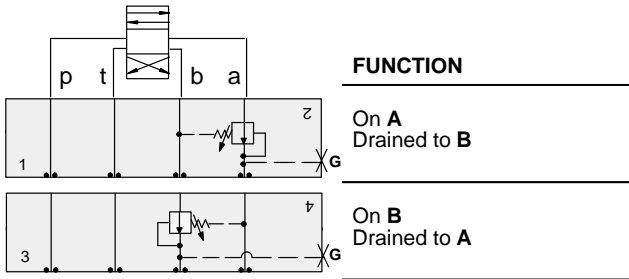 p t b a
FUNCTION
2
On A
Drained to B
1
G
4
On B
Drained to A
3
G